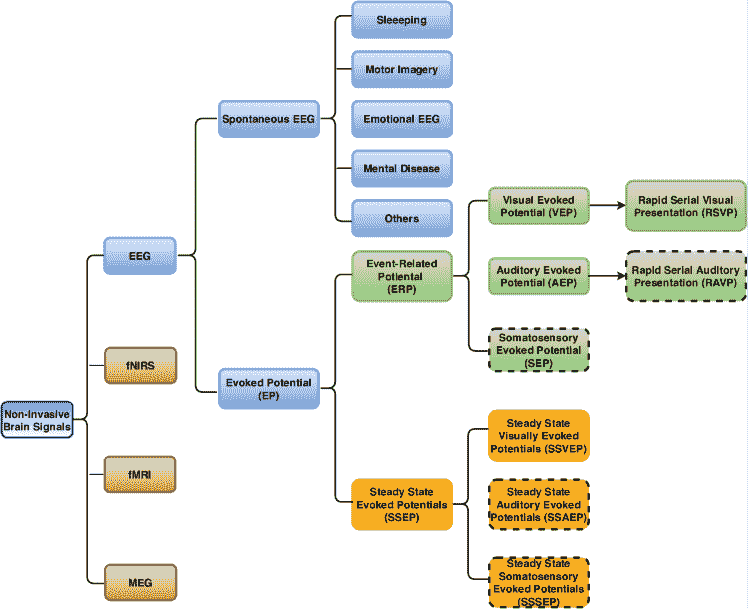 Sleeeping
Motor Imagery
Spontaneous EEG
Emotional EEG
Mental Disease
Others
Visual Evoked
Potential (VEP)
Rapid Serial Visual
Presentation (RSVP)
EEG
Event-Related
Potiental
(ERP)
Auditory Evoked
Potential (AEP)
Rapid Serial Auditory
Presentation (RAVP)
Somatosensory
Evoked Potential
(SEP)
fNIRS
Evoked Potential
(EP)
Non-Invasive
Brain Signals
Steady State
Visually Evoked
Potentials (SSVEP)
fMRI
Steady State
Evoked Potentials
(SSEP)
Steady State
Auditory Evoked
Potentials (SSAEP)
Steady State
Somatosensory
Evoked Potentials
(SSSEP)
MEG